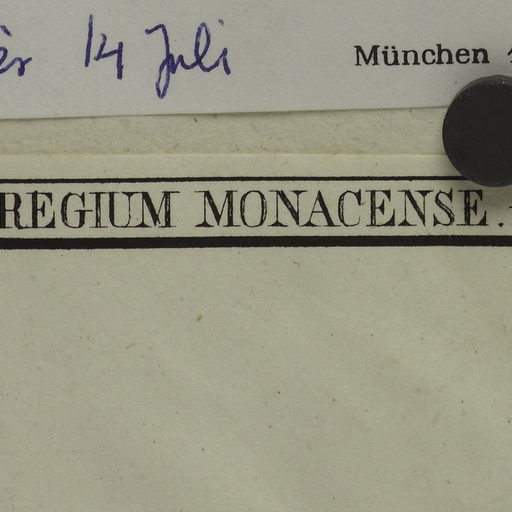 14 Juli
München
REGIUM MONACENSE.